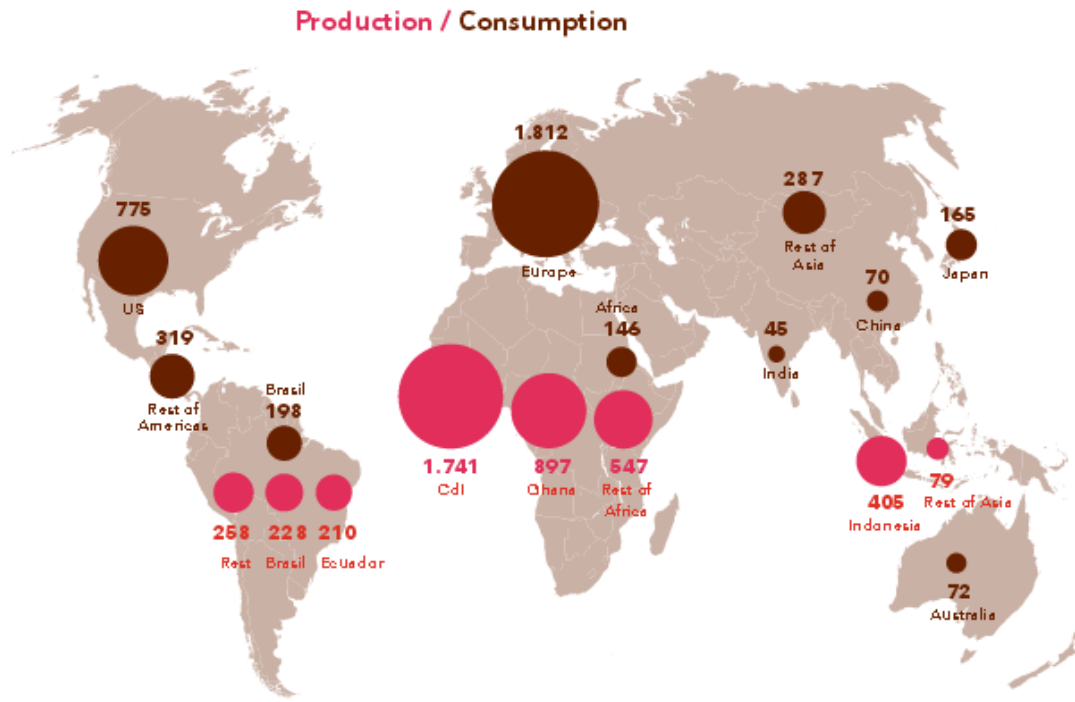 Production / Consumption
1.812
775
287
165
Rest of
Asia
Europe
Japan
70
US
Africa
China
319
146
45
India
Rest of
Americas
Brasil
198
1.741
897
547
CdI
Ghana
Rest of
Africa
79
Rest of Asia
405
Indonesia
258
228
210
Rest
Brasil
Ecuador
72
Australia